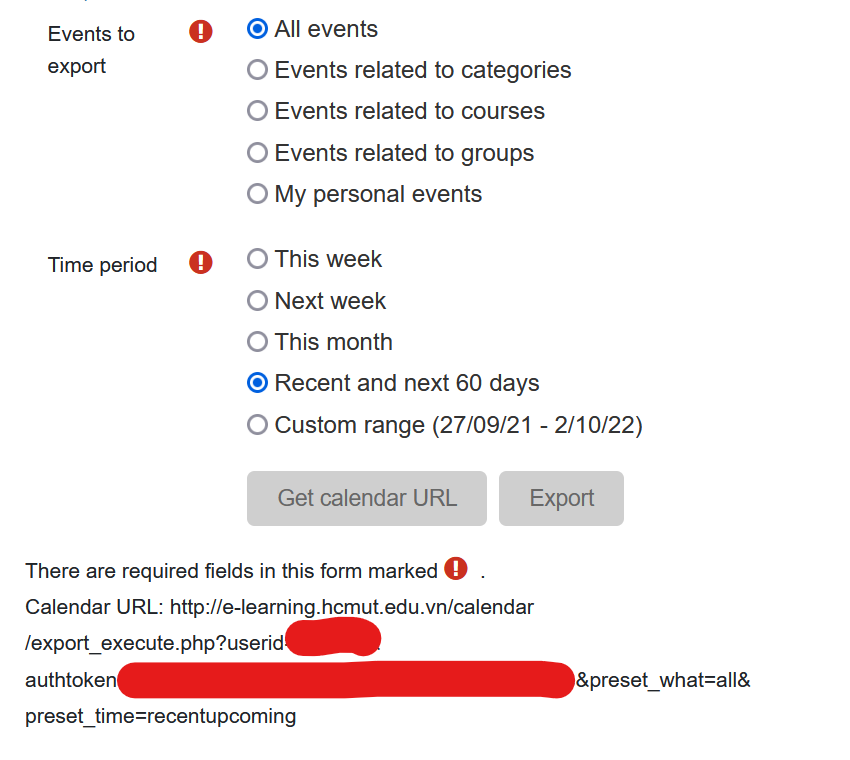 Events to
export
All events
Events related to categories
Events related to courses
Events related to groups
My personal events
Time period
This week
Next week
This month
Recent and next 60 days
Custom range (27/09/21 - 2/10/22)
Get calendar URL
Export
There are required fields in this form marked .
Calendar URL: http://e-learning.hcmut.edu.vn/calendar
/export_execute.php?userid
authtoken &preset_what=all&
preset_time=recentupcoming